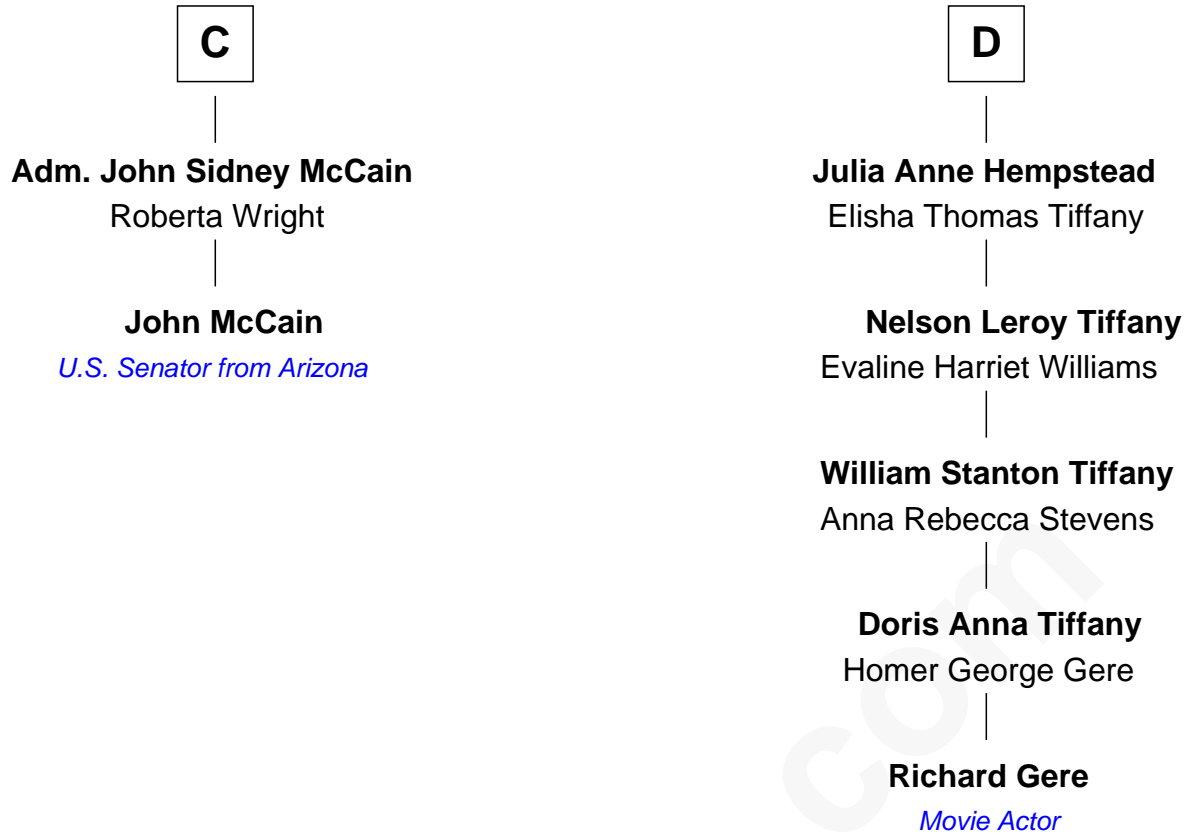 C
Adm. John Sidney McCain
Roberta Wright
John McCain
U.S. Senator from Arizona
D
Julia Anne Hempstead
Elisha Thomas Tiffany
Nelson Leroy Tiffany
Evaline Harriet Williams
William Stanton Tiffany
Anna Rebecca Stevens
Doris Anna Tiffany
Homer George Gere
Richard Gere
Movie Actor
com